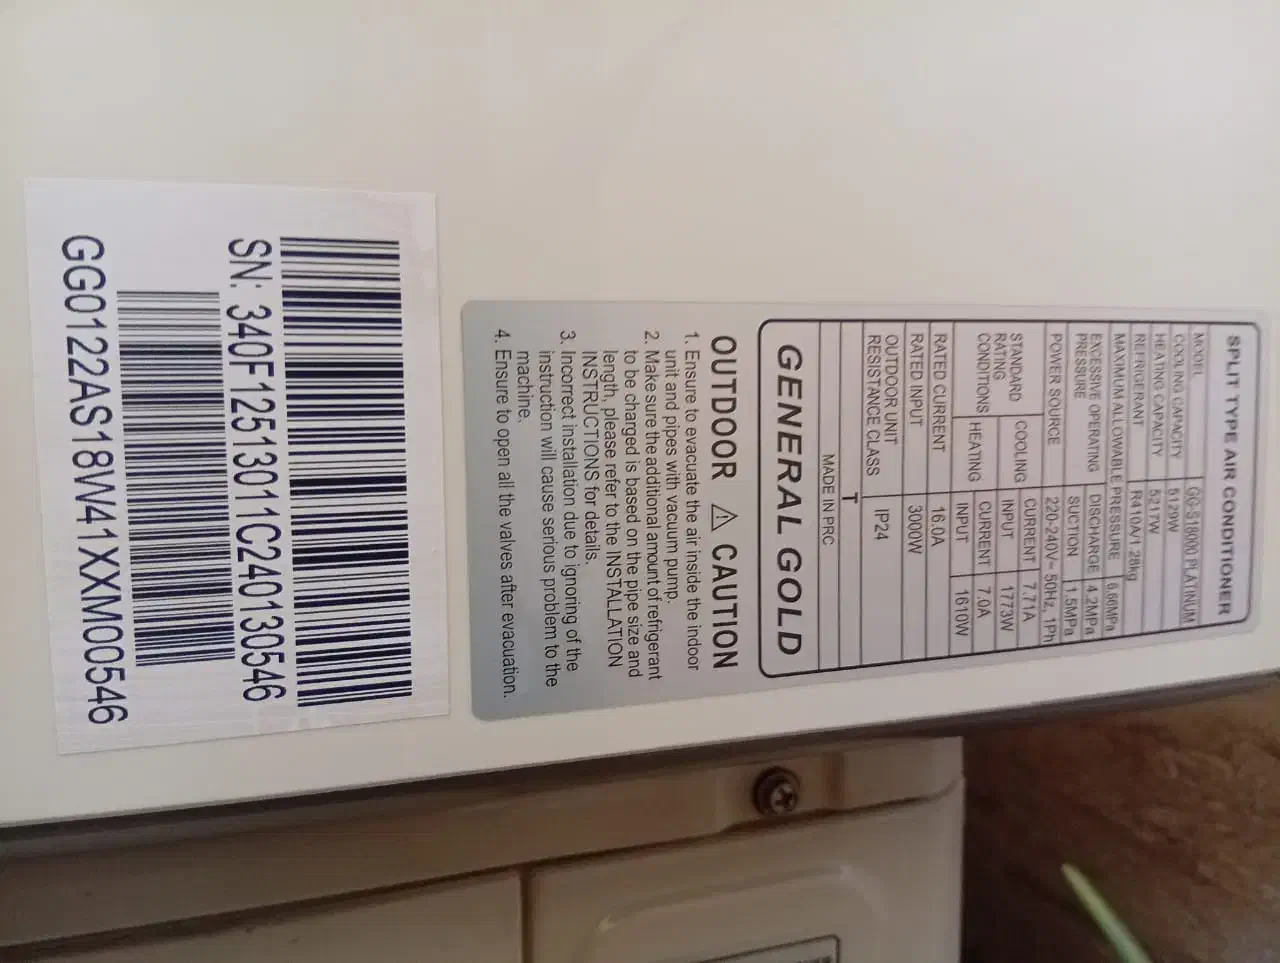 SPLIT TYPE AIR CONDITIONER
MODEL GG-S18000 PLATINUM
COOLING CAPACITY 5129W
HEATING CAPACITY 5217W
REFRIGERANT R410A/1.28kg
MAXIMUM ALLOWABLE PRESSURE 6.66MPa
EXCESSIVE OPERATING PRESSURE DISCHARGE 4.2MPa
SUCTION 1.5MPa
POWER SOURCE 220-240V~ 50Hz, 1Ph
STANDARD RATING CONDITIONS COOLING CURRENT 7.71A
INPUT 1773W
HEATING CURRENT 7.0A
INPUT 1610W
RATED CURRENT 16.0A
RATED INPUT 3000W
OUTDOOR UNIT RESISTANCE CLASS IP24
T
MADE IN PRC
GENERAL GOLD
OUTDOOR ⚠ CAUTION
1. Ensure to evacuate the air inside the indoor
unit and pipes with vacuum pump.
2. Make sure the additional amount of refrigerant
to be charged is based on the pipe size and
length, please refer to the INSTALLATION
INSTRUCTIONS for details.
3. Incorrect installation due to ignoring of the
instruction will cause serious problem to the
machine.
4. Ensure to open all the valves after evacuation.
SN: 340F12513011C240130546
GG0122AS18W41XXM00546